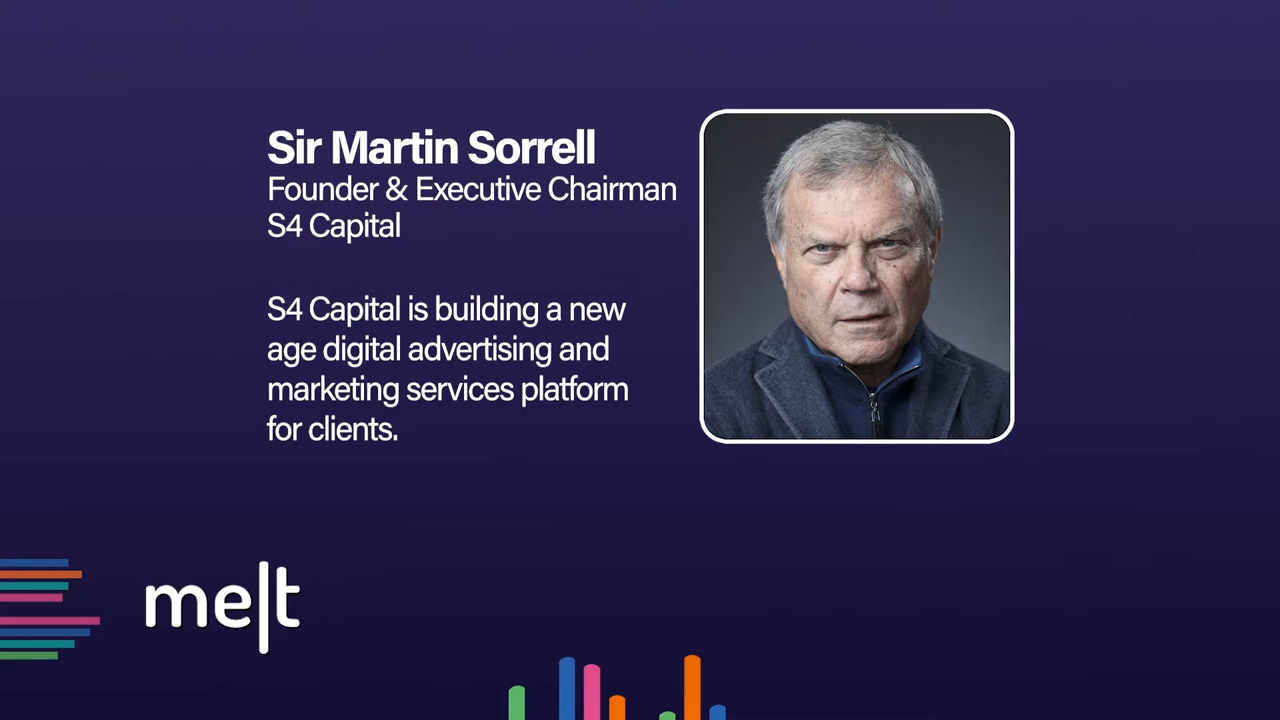 Sir Martin Sorrell
Founder & Executive Chairman
S4 Capital
S4 Capital is building a new
age digital advertising and
marketing services platform
for clients.
melt